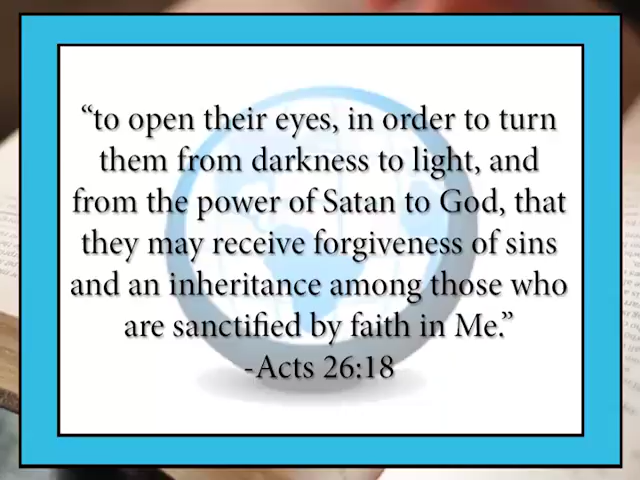 “to open their eyes, in order to turn
them from darkness to light, and
from the power of Satan to God, that
they may receive forgiveness of sins
and an inheritance among those who
are sanctified by faith in Me.”
-Acts 26:18